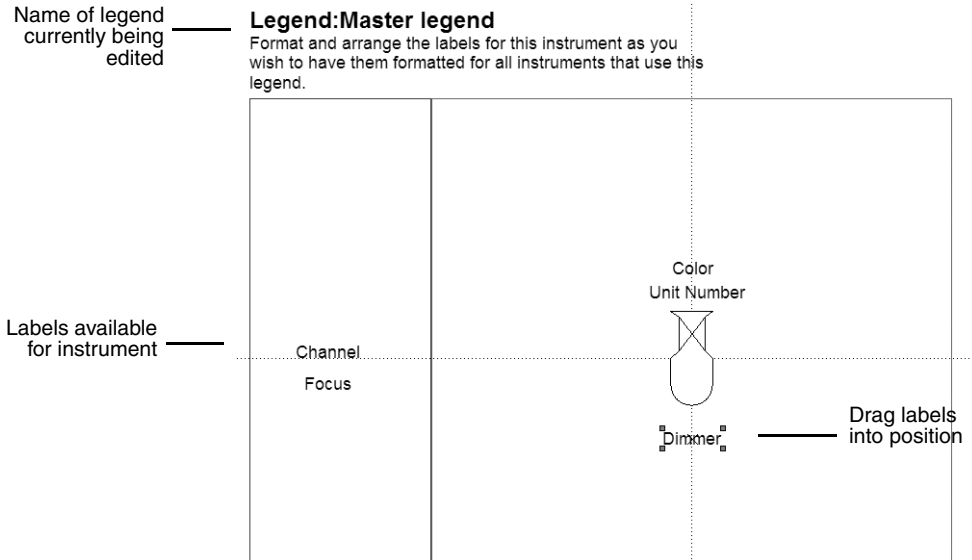 Name of legend
currently being
edited
Legend:Master legend
Format and arrange the labels for this instrument as you
wish to have them formatted for all instruments that use this
legend.
Color
Unit Number
Labels available
for instrument
Channel
Focus
Dimmer
Drag labels
into position